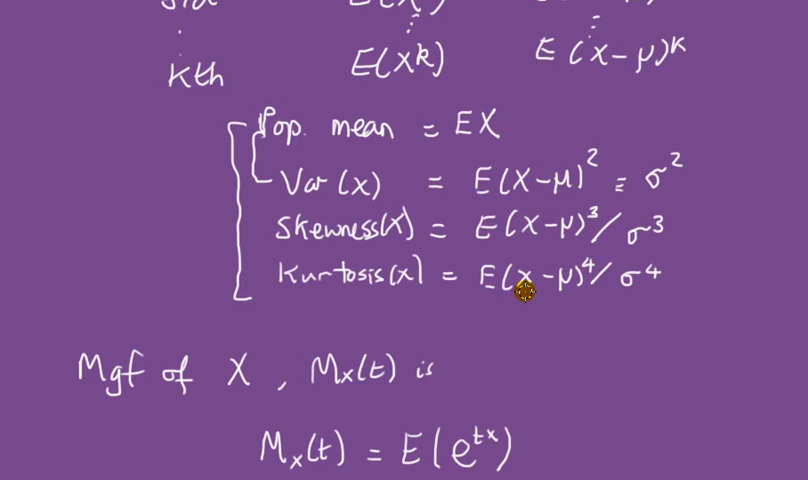 kth E(X^k) E(X-μ)^k
Pop. mean = EX
Var(x) = E(X-μ)^2 = σ^2
Skewness(X) = E(X-μ)^3/σ^3
Kurtosis(x) = E(x-μ)^4/σ^4
Mgf of X, Mx(t) is
Mx(t) = E(e^tx)